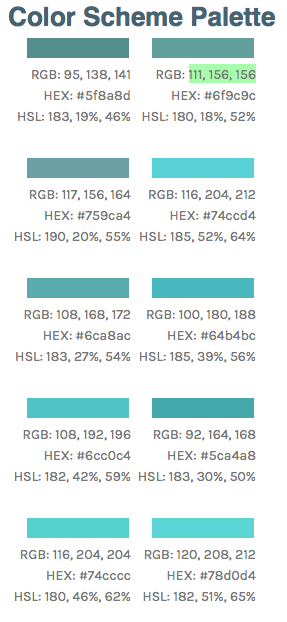 Color Scheme Palette
RGB: 95, 138, 141
HEX: #5f8a8d
HSL: 183, 19%, 46%
RGB: 111, 156, 156
HEX: #6f9c9c
HSL: 180, 18%, 52%
RGB: 117, 156, 164
HEX: #759ca4
HSL: 190, 20%, 55%
RGB: 116, 204, 212
HEX: #74ccd4
HSL: 185, 52%, 64%
RGB: 108, 168, 172
HEX: #6ca8ac
HSL: 183, 27%, 54%
RGB: 100, 180, 188
HEX: #64b4bc
HSL: 185, 39%, 56%
RGB: 108, 192, 196
HEX: #6cc0c4
HSL: 182, 42%, 59%
RGB: 92, 164, 168
HEX: #5ca4a8
HSL: 183, 30%, 50%
RGB: 116, 204, 204
HEX: #74cccc
HSL: 180, 46%, 62%
RGB: 120, 208, 212
HEX: #78d0d4
HSL: 182, 51%, 65%